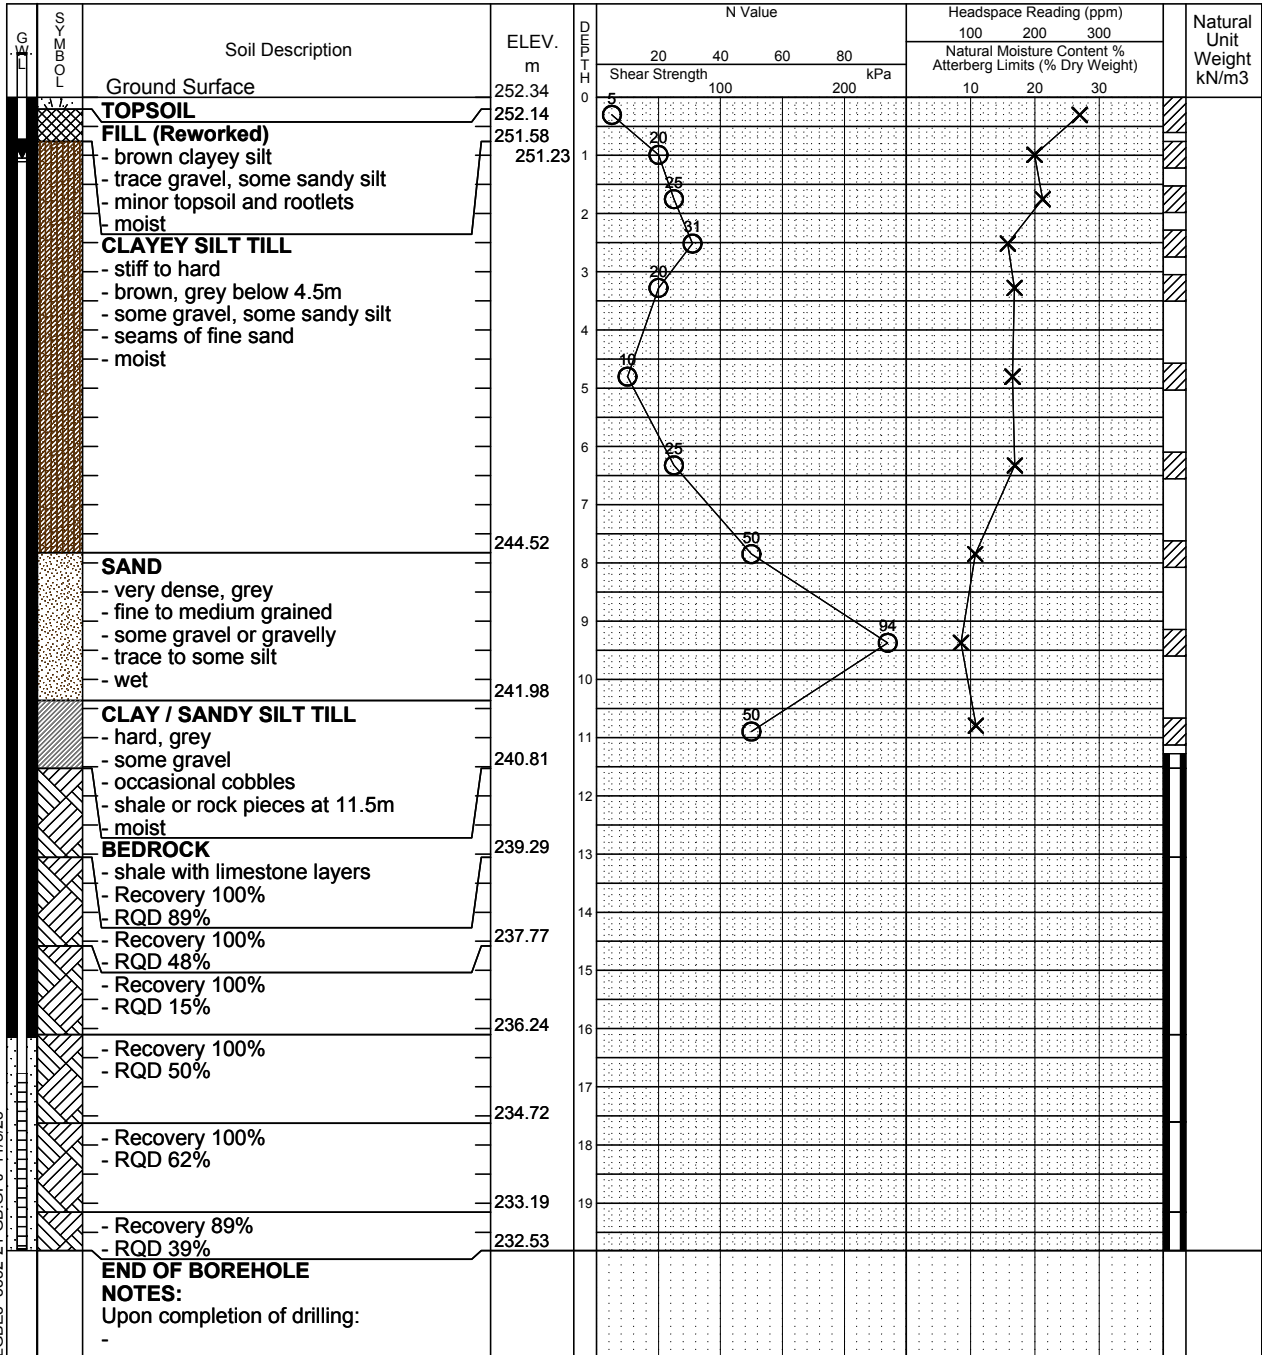 GWL
SYMBOL
Soil Description
ELEV.
m
DEPTH
N Value
20 40 60 80
Shear Strength kPa
100 200
Headspace Reading (ppm)
100 200 300
Natural Moisture Content %
Atterberg Limits (% Dry Weight)
10 20 30
Natural
Unit
Weight
kN/m3
Ground Surface 252.34 0
TOPSOIL 252.14
FILL (Reworked) 251.58
- brown clayey silt 251.23
- trace gravel, some sandy silt
- minor topsoil and rootlets
- moist
CLAYEY SILT TILL
- stiff to hard
- brown, grey below 4.5m
- some gravel, some sandy silt
- seams of fine sand
- moist
244.52
SAND
- very dense, grey
- fine to medium grained
- some gravel or gravelly
- trace to some silt
- wet
241.98
CLAY / SANDY SILT TILL
- hard, grey
- some gravel 240.81
- occasional cobbles
- shale or rock pieces at 11.5m
- moist
BEDROCK 239.29
- shale with limestone layers
- Recovery 100%
- RQD 89%
- Recovery 100% 237.77
- RQD 48%
- Recovery 100%
- RQD 15%
236.24
- Recovery 100%
- RQD 50%
234.72
- Recovery 100%
- RQD 62%
233.19
- Recovery 89%
- RQD 39% 232.53
END OF BOREHOLE
NOTES:
Upon completion of drilling:
-
1
2
3
4
5
6
7
8
9
10
11
12
13
14
15
16
17
18
19
5
20
25
31
20
10
25
50
94
50